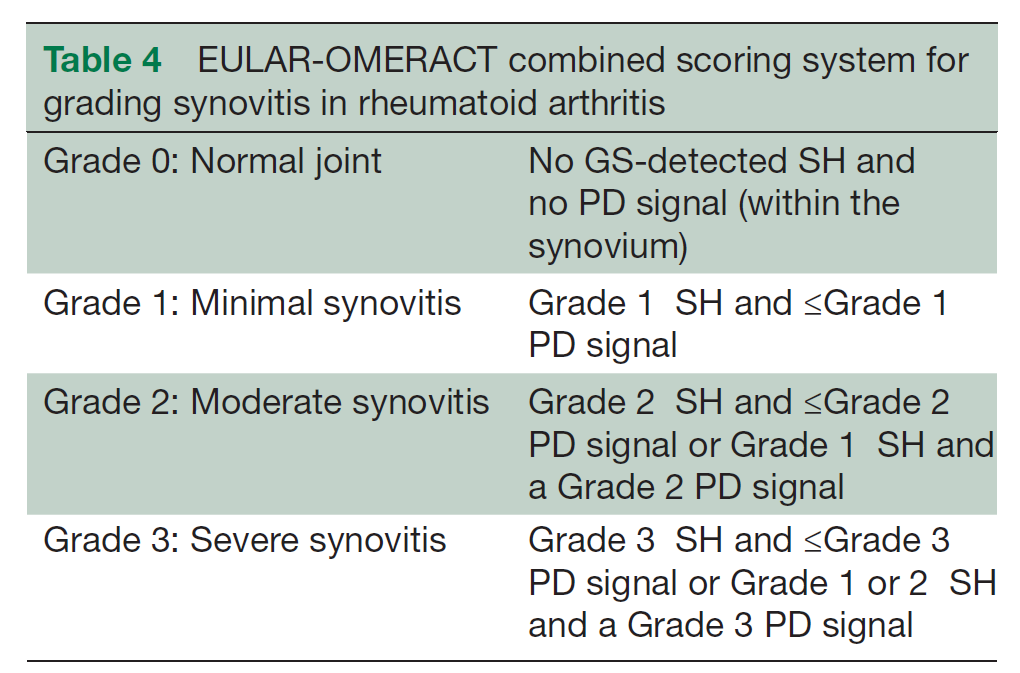 Table 4 EULAR-OMERACT combined scoring system for
grading synovitis in rheumatoid arthritis
Grade 0: Normal joint No GS-detected SH and
no PD signal (within the
synovium)
Grade 1: Minimal synovitis Grade 1 SH and ≤Grade 1
PD signal
Grade 2: Moderate synovitis Grade 2 SH and ≤Grade 2
PD signal or Grade 1 SH and
a Grade 2 PD signal
Grade 3: Severe synovitis Grade 3 SH and ≤Grade 3
PD signal or Grade 1 or 2 SH
and a Grade 3 PD signal